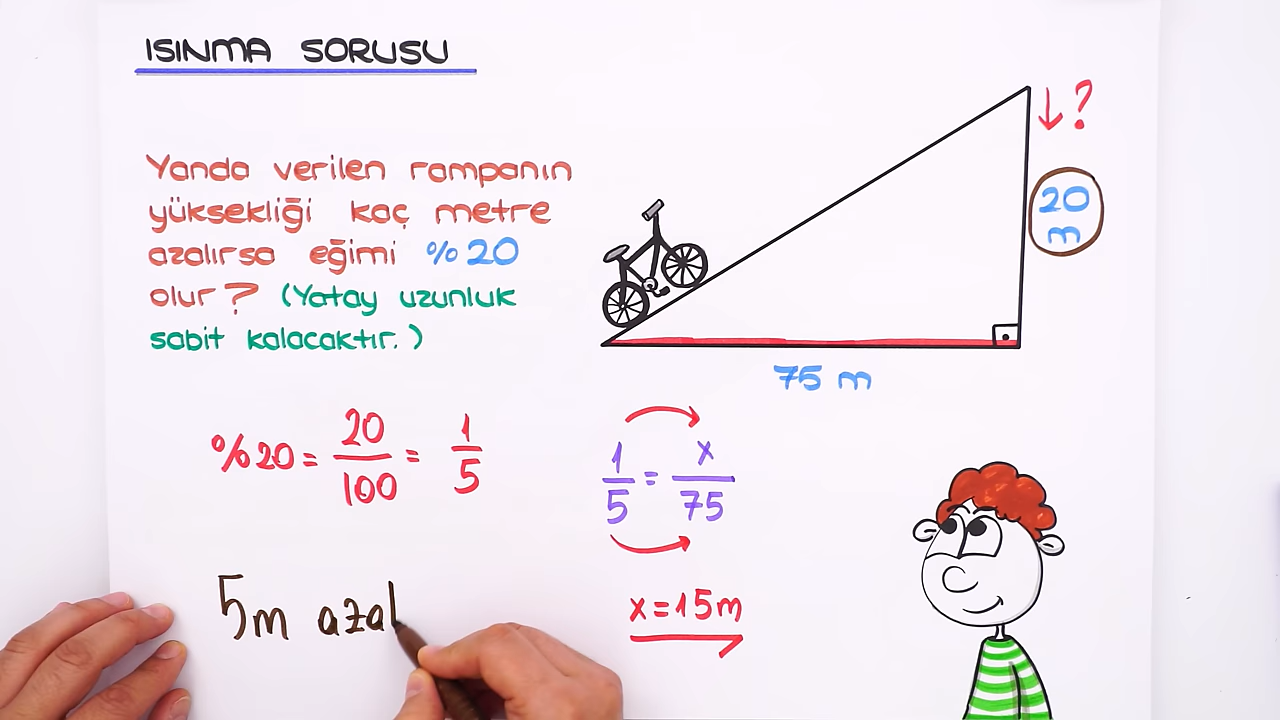 ISINMA SORUSU
Yanda verilen rampanın
yüksekliği kaç metre
azalırsa eğimi %20
olur? (Yatay uzunluk
sabit kalacaktır.)
↓?
20
m
75 m
%20 = 20/100 = 1/5
1/5 = x/75
x=15m
5m azal